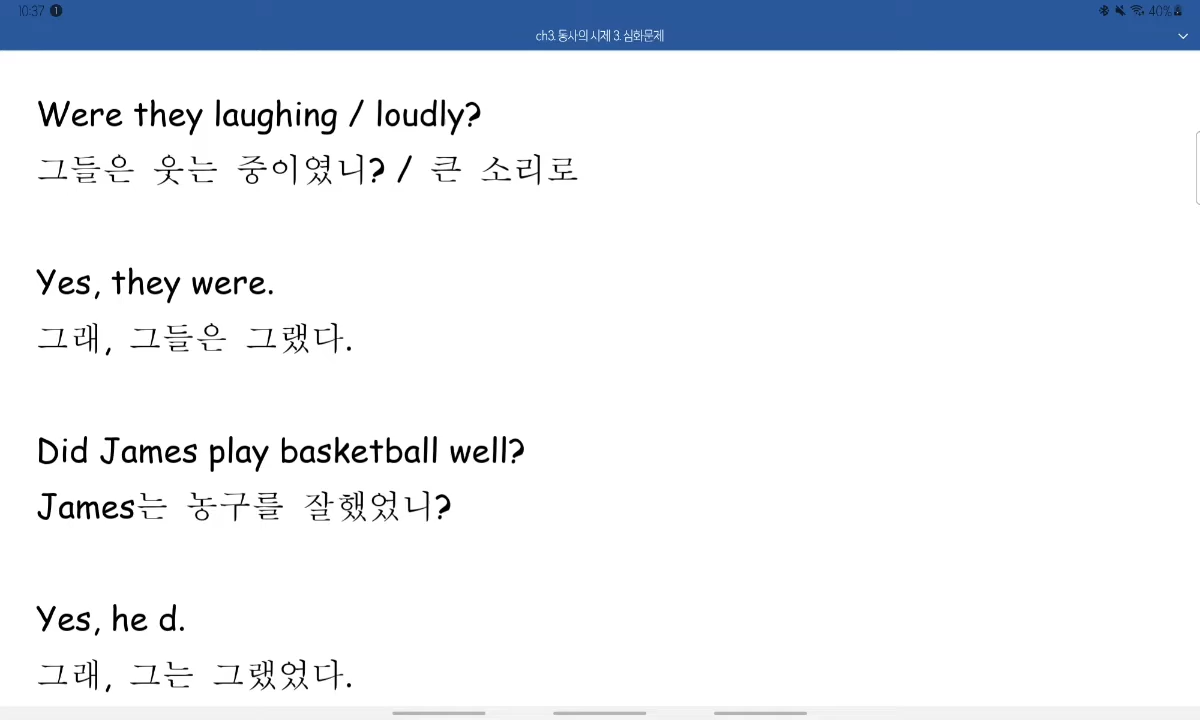 10:37 1 40%
ch3. 동사의 시제 3. 심화문제
Were they laughing / loudly?
그들은 웃는 중이였니? / 큰 소리로
Yes, they were.
그래, 그들은 그랬다.
Did James play basketball well?
James는 농구를 잘했었니?
Yes, he d.
그래, 그는 그랬었다.